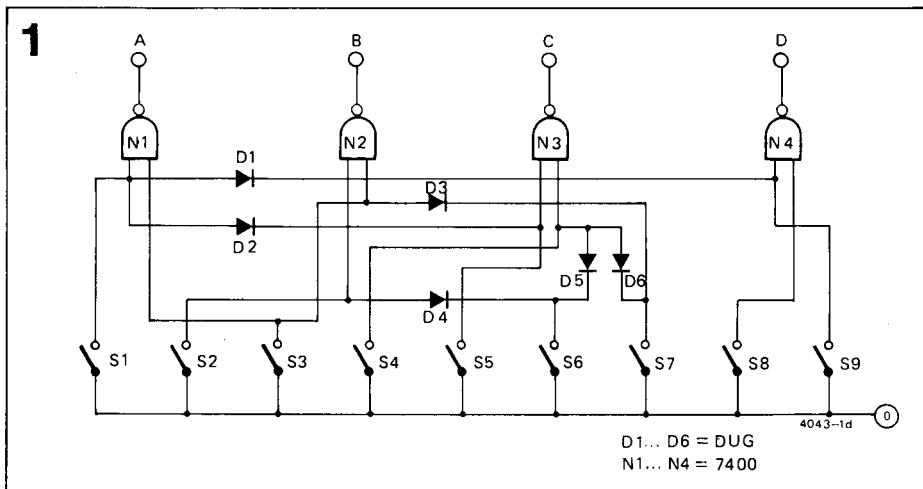 1
A B C D
N1 N2 N3 N4
D1
D3
D2
D5 D6
D4
S1 S2 S3 S4 S5 S6 S7 S8 S9
0
4043-1d
D1... D6 = DUG
N1... N4 = 7400